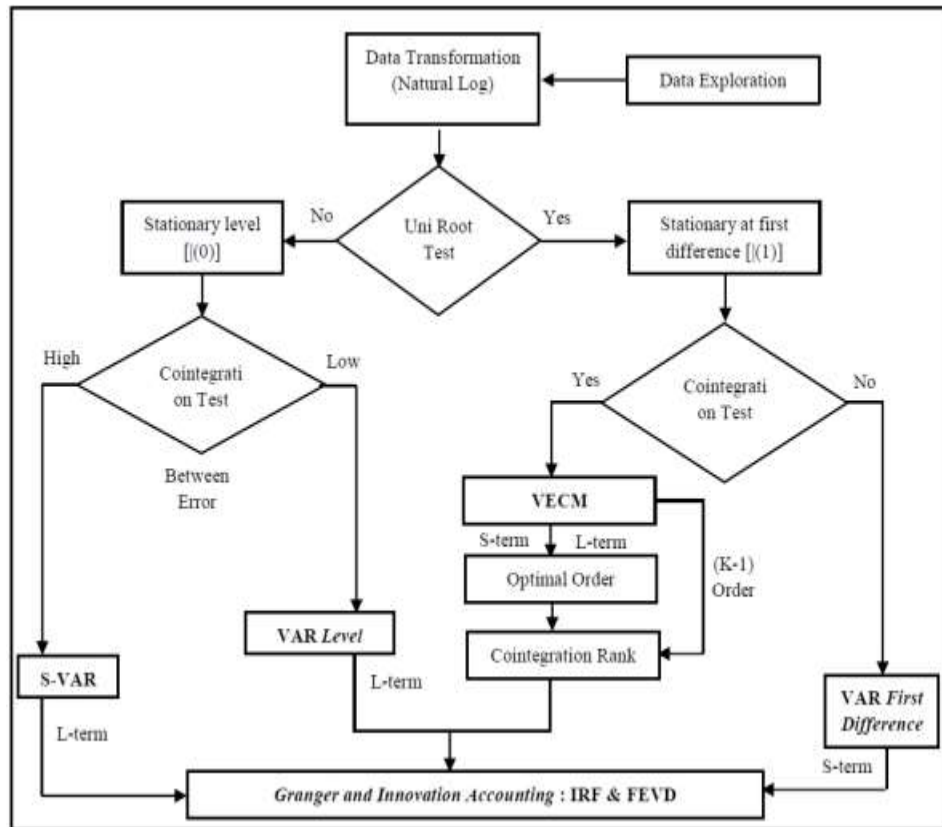 Data Transformation
(Natural Log)
Data Exploration
No
Uni Root
Test
Yes
Stationary level
[|(0)]
Stationary at first
difference [|(1)]
High
Cointegrati
on Test
Low
Between
Error
Yes
Cointegrati
on Test
No
VECM
S-term
L-term
(K-1)
Order
Optimal Order
VAR Level
Cointegration Rank
S-VAR
L-term
VAR First
Difference
L-term
S-term
Granger and Innovation Accounting : IRF & FEVD